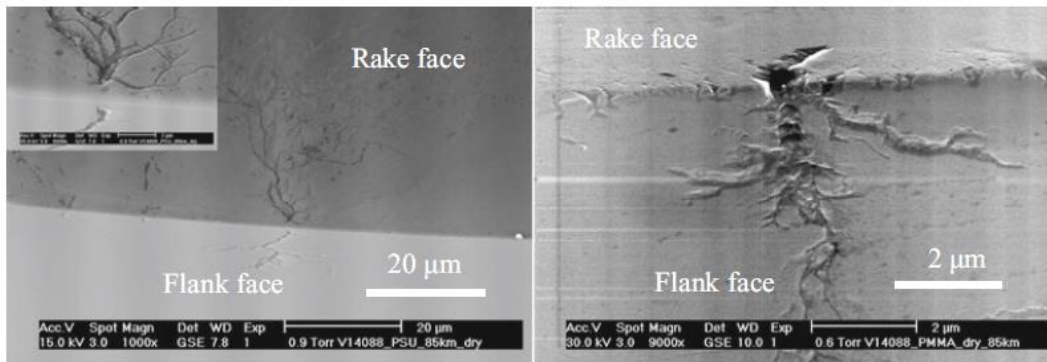 Rake face
Flank face
20 μm
Acc.V Spot Magn Det WD Exp
15.0 kV 3.0 1000x GSE 7.8 1
20 μm
0.9 Torr V14088_PSU_85km_dry
Rake face
Flank face
2 μm
Acc.V Spot Magn Det WD Exp
30.0 kV 3.0 9000x GSE 10.0 1
2 μm
0.6 Torr V14088_PMMA_dry_85km